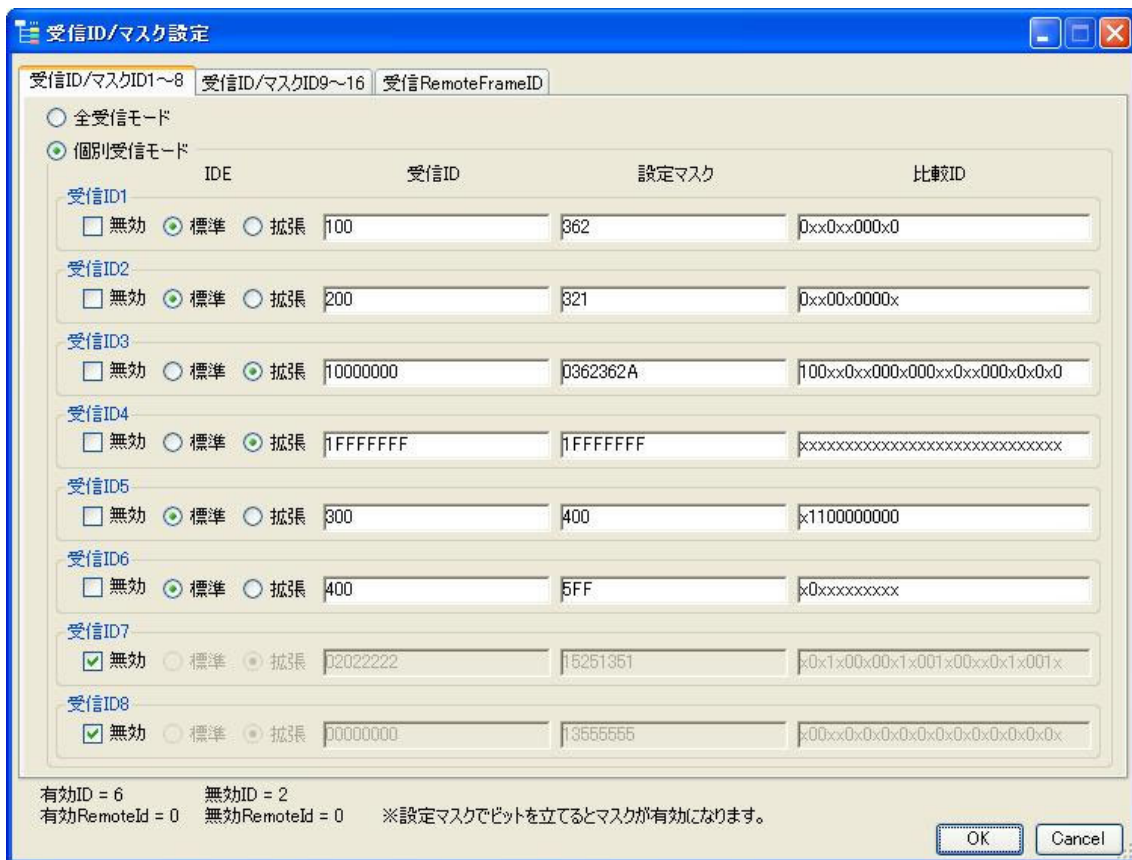 受信ID/マスク設定
受信ID/マスクID1～8 受信ID/マスクID9～16 受信RemoteFrameID
全受信モード
個別受信モード
IDE 受信ID 設定マスク 比較ID
受信ID1
無効 標準 拡張 100 362 0xx0xx000x0
受信ID2
無効 標準 拡張 200 321 0xx00x0000x
受信ID3
無効 標準 拡張 10000000 0362362A 100xx0xx000x000xx0xx000x0x0x0
受信ID4
無効 標準 拡張 1FFFFFFF 1FFFFFFF xxxxxxxxxxxxxxxxxxxxxxxxxxxxx
受信ID5
無効 標準 拡張 300 400 x1100000000
受信ID6
無効 標準 拡張 400 5FF x0xxxxxxxxx
受信ID7
無効 標準 拡張 02022222 15251351 x0x1x00x00x1x001x00xx0x1x001x
受信ID8
無効 標準 拡張 00000000 13555555 x00xx0x0x0x0x0x0x0x0x0x0x0x0x
有効ID = 6 無効ID = 2
有効RemoteId = 0 無効RemoteId = 0 ※設定マスクでビットを立てるとマスクが有効になります。
OK Cancel